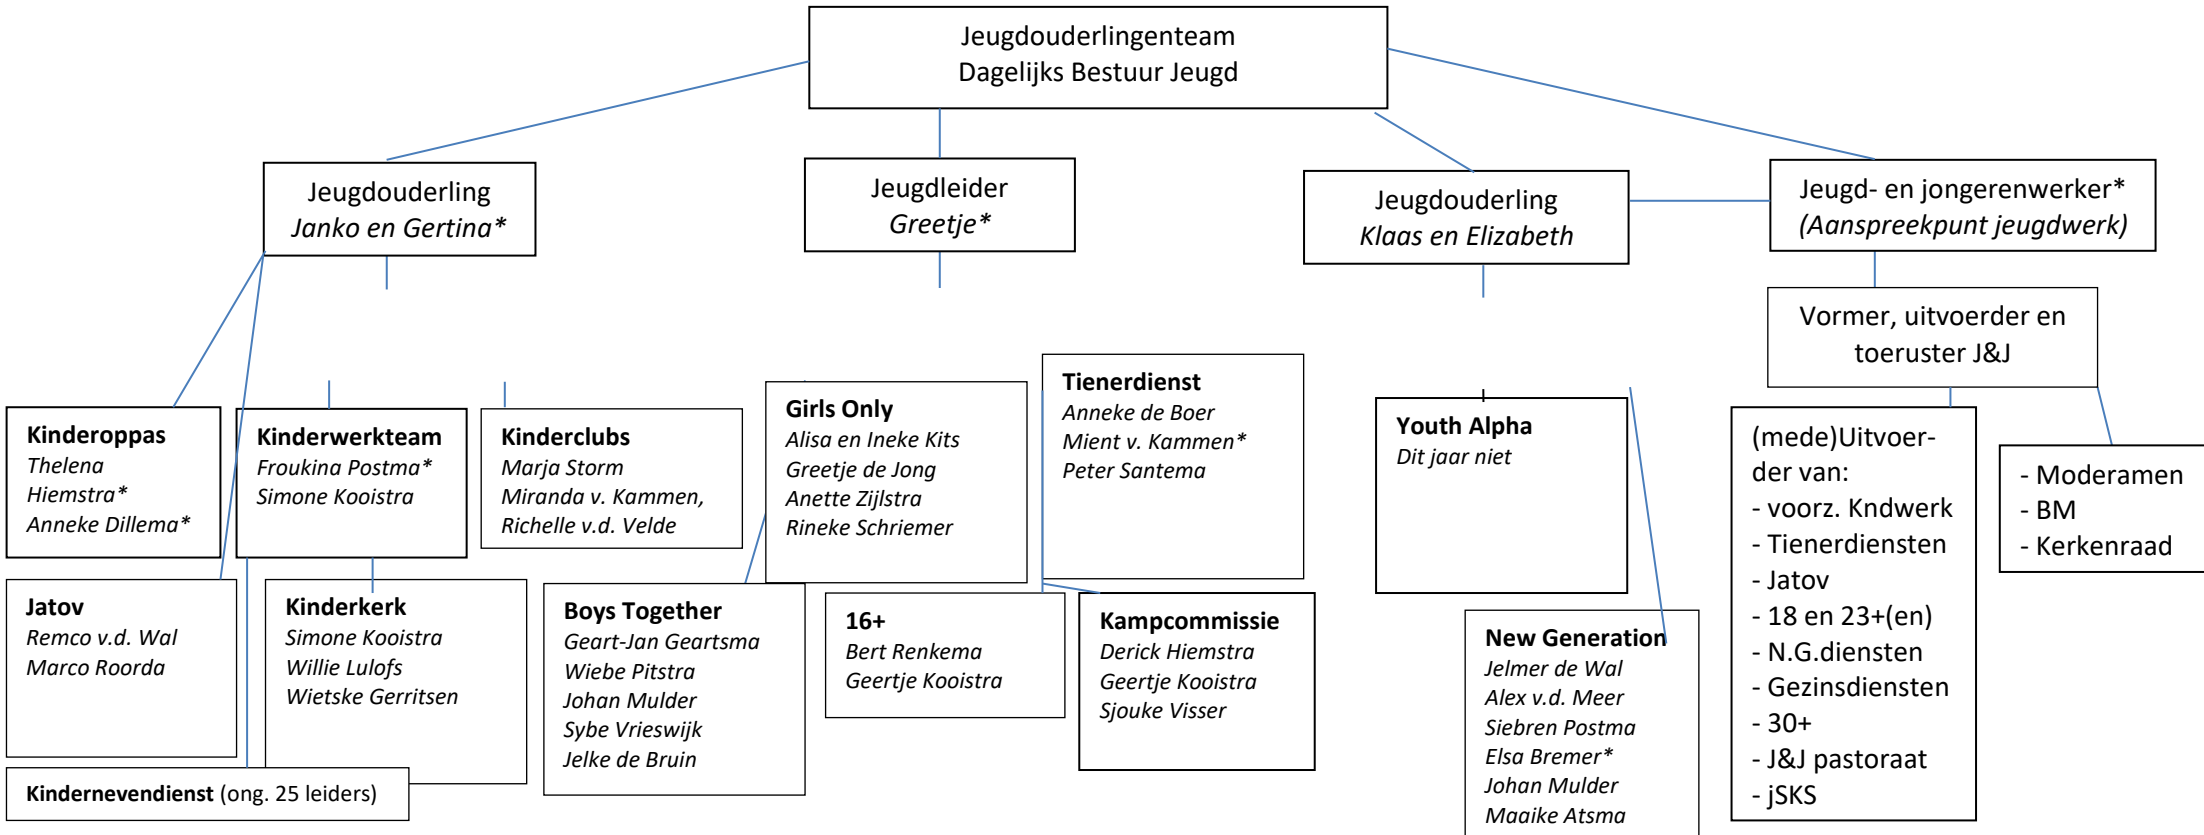 Jeugdouderlingenteam
Dagelijks Bestuur Jeugd
Jeugdouderling
Janko en Gertina*
Jeugdleider
Greetje*
Jeugdouderling
Klaas en Elizabeth
Jeugd- en jongerenwerker*
(Aanspreekpunt jeugdwerk)
Vormer, uitvoerder en
toeruster J&J
Kinderoppas
Thelena
Hiemstra*
Anneke Dillema*
Kinderwerkteam
Froukina Postma*
Simone Kooistra
Kinderclubs
Marja Storm
Miranda v. Kammen,
Richelle v.d. Velde
Girls Only
Alisa en Ineke Kits
Greetje de Jong
Anette Zijlstra
Rineke Schriemer
Tienerdienst
Anneke de Boer
Mient v. Kammen*
Peter Santema
Youth Alpha
Dit jaar niet
(mede)Uitvoer-
der van:
- voorz. Kndwerk
- Tienerdiensten
- Jatov
- 18 en 23+(en)
- N.G.diensten
- Gezinsdiensten
- 30+
- J&J pastoraat
- jSKS
- Moderamen
- BM
- Kerkenraad
Jatov
Remco v.d. Wal
Marco Roorda
Kinderkerk
Simone Kooistra
Willie Lulofs
Wietske Gerritsen
Boys Together
Geart-Jan Geartsma
Wiebe Pitstra
Johan Mulder
Sybe Vrieswijk
Jelke de Bruin
16+
Bert Renkema
Geertje Kooistra
Kampcommissie
Derick Hiemstra
Geertje Kooistra
Sjouke Visser
New Generation
Jelmer de Wal
Alex v.d. Meer
Siebren Postma
Elsa Bremer*
Johan Mulder
Maaike Atsma
Kindernevendienst (ong. 25 leiders)